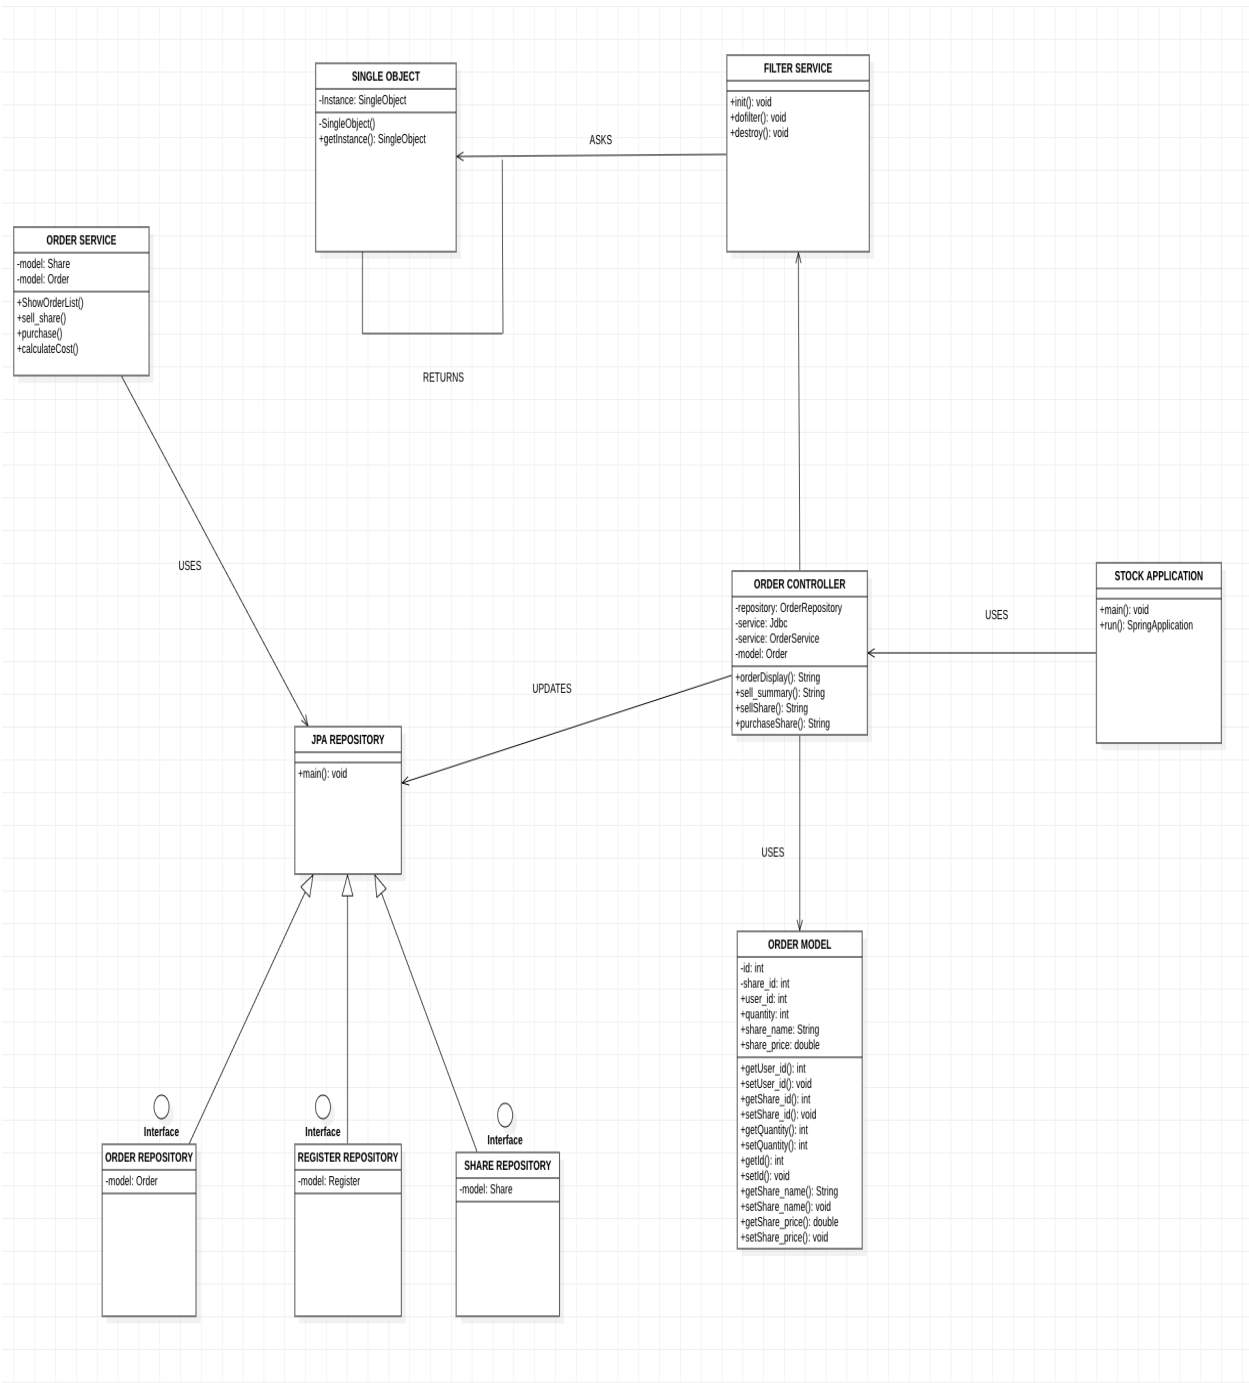 SINGLE OBJECT
-Instance: SingleObject
-SingleObject()
+getInstance(): SingleObject
FILTER SERVICE
+init(): void
+dofilter(): void
+destroy(): void
ASKS
ORDER SERVICE
-model: Share
-model: Order
+ShowOrderList()
+sell_share()
+purchase()
+calculateCost()
RETURNS
USES
ORDER CONTROLLER
-repository: OrderRepository
-service: Jdbc
-service: OrderService
-model: Order
+orderDisplay(): String
+sell_summary(): String
+sellShare(): String
+purchaseShare(): String
USES
STOCK APPLICATION
+main(): void
+run(): SpringApplication
UPDATES
JPA REPOSITORY
+main(): void
USES
ORDER MODEL
-id: int
-share_id: int
+user_id: int
+quantity: int
+share_name: String
+share_price: double
+getUser_id(): int
+setUser_id(): void
+getShare_id(): int
+setShare_id(): void
+getQuantity(): int
+setQuantity(): int
+getId(): int
+setId(): void
+getShare_name(): String
+setShare_name(): void
+getShare_price(): double
+setShare_price(): void
Interface
ORDER REPOSITORY
-model: Order
Interface
REGISTER REPOSITORY
-model: Register
Interface
SHARE REPOSITORY
-model: Share